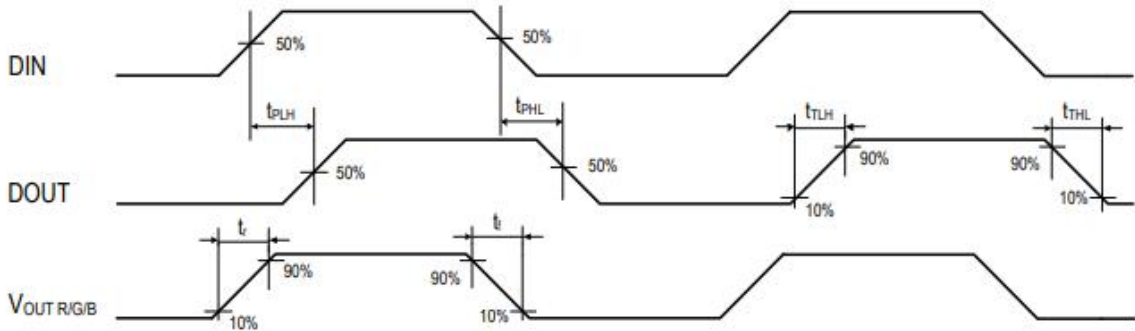 DIN
50%
50%
tPLH
tPHL
tTLH
tTHL
DOUT
50%
50%
90%
10%
90%
10%
tr
tf
VOUT R/G/B
10%
90%
90%
10%